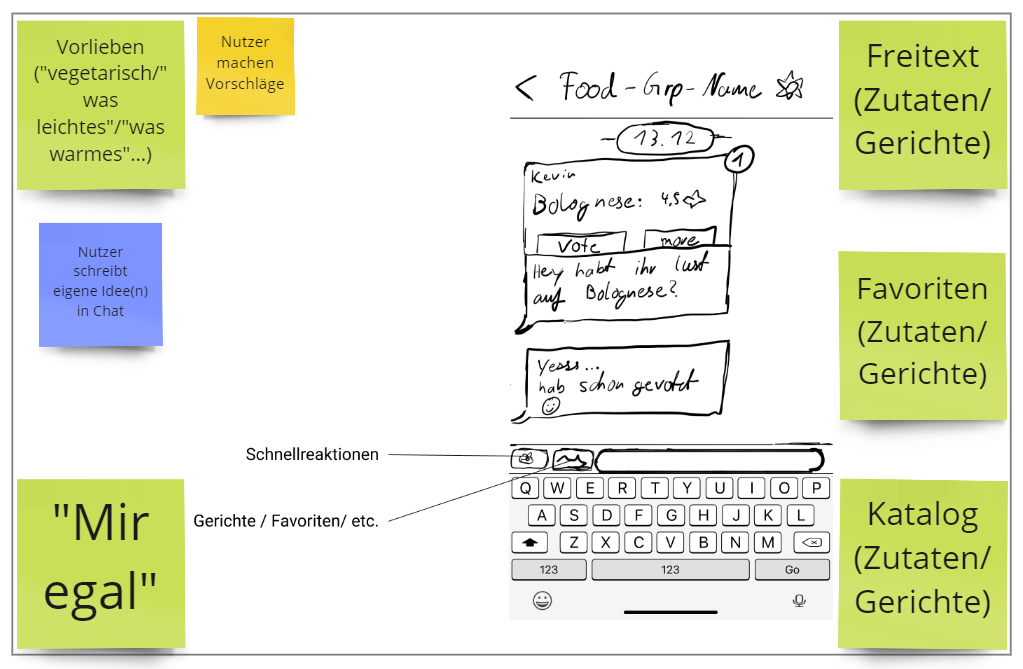 Vorlieben
("vegetarisch/"
was
leichtes"/"was
warmes"...)
Nutzer
machen
Vorschläge
Nutzer
schreibt
eigene Idee(n)
in Chat
"Mir
egal"
< Food-Grp-Name
13.12
1
Kevin
Bolognese: 4,5
Vote more
Hey habt ihr lust
auf Bolognese?
Yesss...
hab schon gevotet
Schnellreaktionen
Gerichte / Favoriten/ etc.
Q W E R T Y U I O P
A S D F G H J K L
Z X C V B N M
123 123 Go
Freitext
(Zutaten/
Gerichte)
Favoriten
(Zutaten/
Gerichte)
Katalog
(Zutaten/
Gerichte)